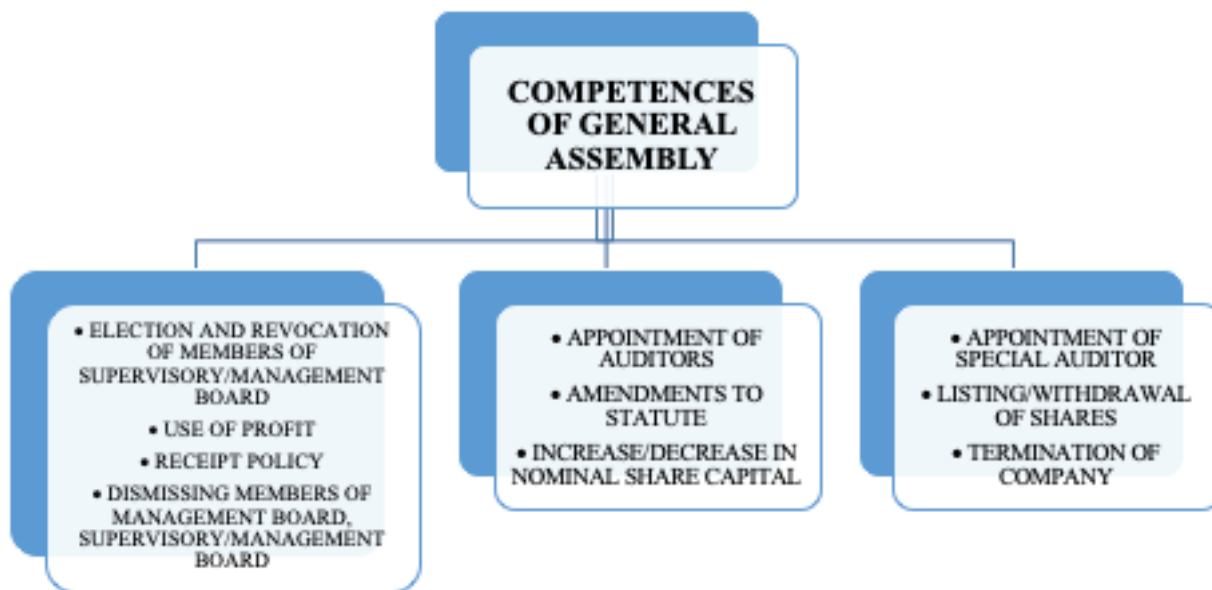 COMPETENCES
OF GENERAL
ASSEMBLY
• ELECTION AND REVOCATION
OF MEMBERS OF
SUPERVISORY/MANAGEMENT
BOARD
• USE OF PROFIT
• RECEIPT POLICY
• DISMISSING MEMBERS OF
MANAGEMENT BOARD,
SUPERVISORY/MANAGEMENT
BOARD
• APPOINTMENT OF
AUDITORS
• AMENDMENTS TO
STATUTE
• INCREASE/DECREASE IN
NOMINAL SHARE CAPITAL
• APPOINTMENT OF
SPECIAL AUDITOR
• LISTING/WITHDRAWAL
OF SHARES
• TERMINATION OF
COMPANY